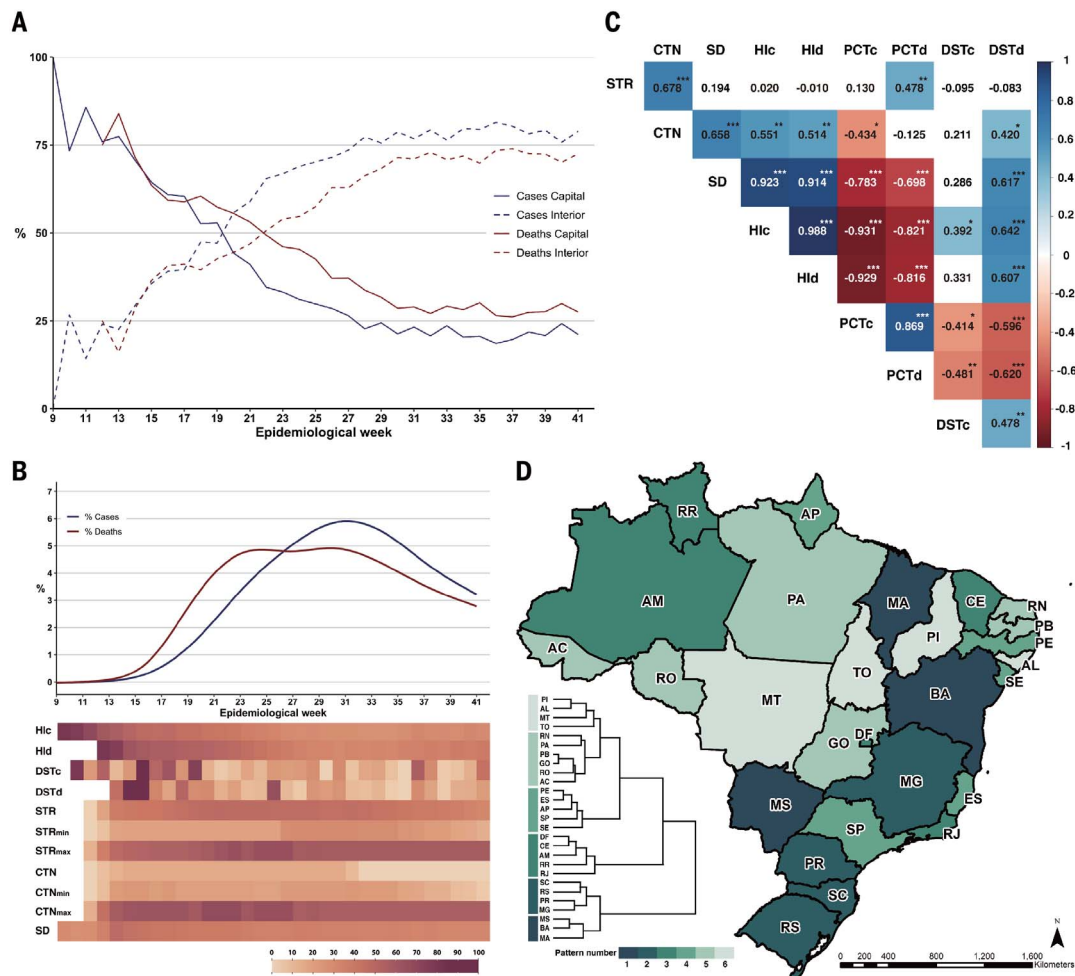 A
100
75
%
50
25
0
Cases Capital
Cases Interior
Deaths Capital
Deaths Interior
9 11 13 15 17 19 21 23 25 27 29 31 33 35 37 39 41
Epidemiological week
C
CTN SD HIc HId PCTc PCTd DSTc DSTd
STR 0.678*** 0.194 0.020 -0.010 0.130 0.478** -0.095 -0.083
CTN 0.658*** 0.551** 0.514** -0.434* -0.125 0.211 0.420*
SD 0.923*** 0.914*** -0.783*** -0.698*** 0.286 0.617***
HIc 0.988*** -0.931*** -0.821*** 0.392* 0.642***
HId -0.929*** -0.816*** 0.331 0.607***
PCTc 0.869*** -0.414* -0.596***
PCTd -0.481** -0.620***
DSTc 0.478**
1
0.8
0.6
0.4
0.2
0
-0.2
-0.4
-0.6
-0.8
-1
B
7
6
5
4
%
3
2
1
0
% Cases
% Deaths
9 11 13 15 17 19 21 23 25 27 29 31 33 35 37 39 41
Epidemiological week
HIc
HId
DSTc
DSTd
STR
STRmin
STRmax
CTN
CTNmin
CTNmax
SD
0 10 20 30 40 50 60 70 80 90 100
D
RR
AP
AM
PA
MA
CE
RN
PB
PE
PI
AL
SE
AC
RO
TO
BA
MT
GO
DF
MG
ES
MS
SP
RJ
PR
SC
RS
PI
AL
MT
TO
RN
PA
PB
GO
RO
AC
PE
ES
AP
SP
SE
DF
CE
AM
RR
RJ
SC
RS
PR
MG
MS
BA
MA
Pattern number
1 2 3 4 5 6
N
0 200 400 600 800 1,000 1,600
Kilometers